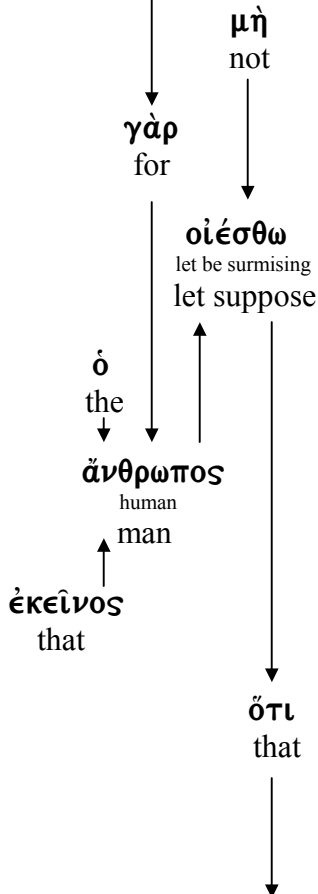 μὴ
not
γὰρ
for
οἰέσθω
let be surmising
let suppose
ὁ
the
ἄνθρωπος
human
man
ἐκεῖνος
that
ὅτι
that